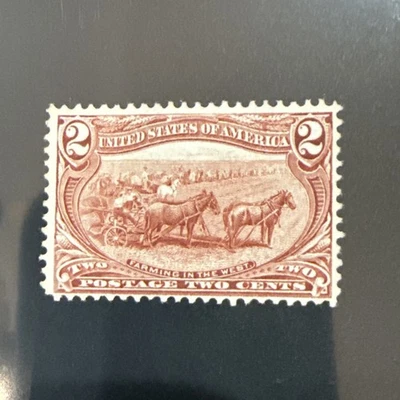 2 2
UNITED STATES OF AMERICA
FARMING IN THE WEST.
TWO TWO
POSTAGE TWO CENTS